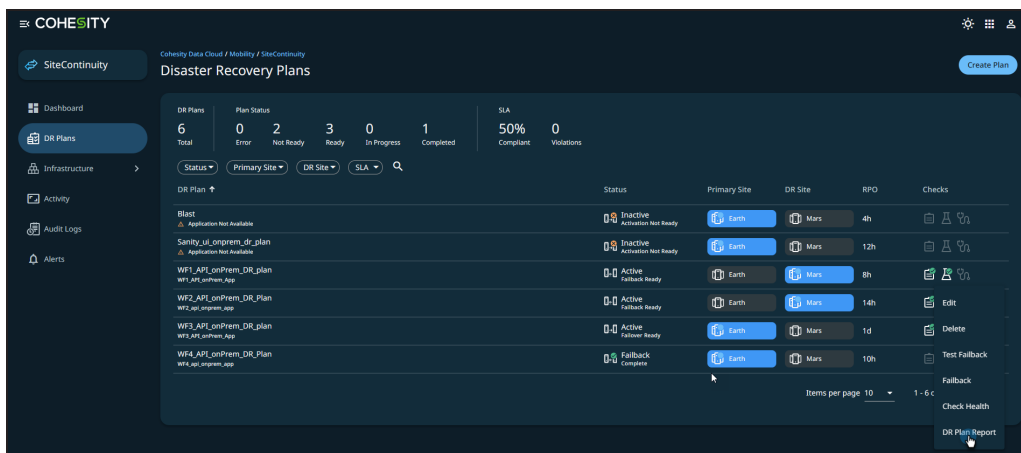 COHESITY
SiteContinuity
Cohesity Data Cloud / Mobility / SiteContinuity
Disaster Recovery Plans
Create Plan
Dashboard
DR Plans
Infrastructure
Activity
Audit Logs
Alerts
DR Plans Plan Status SLA
6 0 2 3 0 1 50% 0
Total Error Not Ready Ready In Progress Completed Compliant Violations
Status Primary Site DR Site SLA
DR Plan Status Primary Site DR Site RPO Checks
Blast Inactive Earth Mars 4h
Application Not Available Activation Not Ready
Sanity_ui_onprem_dr_plan Inactive Earth Mars 12h
Application Not Available Activation Not Ready
WF1_API_onPrem_DR_plan Active Earth Mars 8h
WF1_API_onPrem_App Fallback Ready
WF2_API_onPrem_DR_Plan Active Earth Mars 14h
WF2_api_onprem_app Fallback Ready
WF3_API_onPrem_DR_plan Active Earth Mars 1d
WF3_API_onPrem_App Failover Ready
WF4_API_onPrem_DR_Plan Failback Earth Mars 10h
WF4_api_onprem_app Complete
Edit
Delete
Test Failback
Failback
Check Health
DR Plan Report
Items per page 10 1 - 6